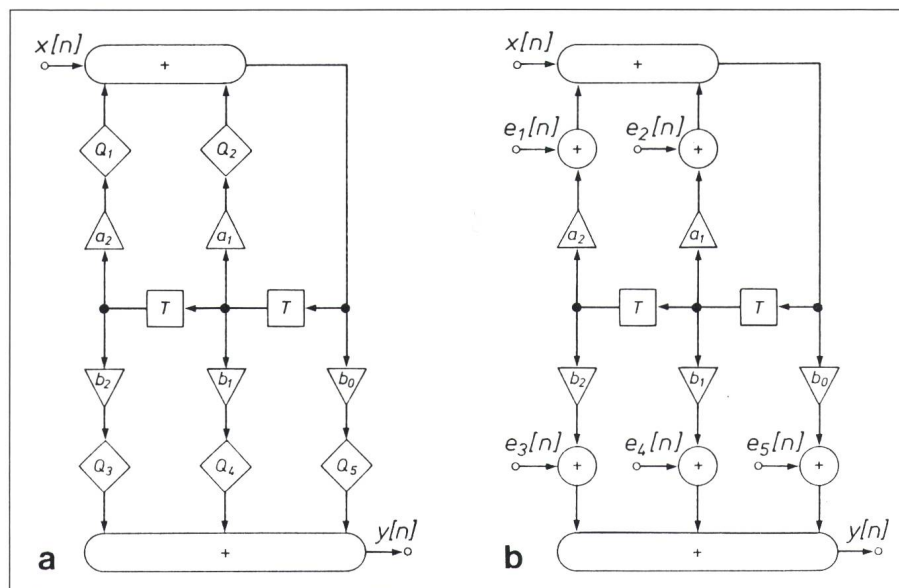 x[n]
+
Q₁ Q₂
a₂ a₁
T T
b₂ b₁ b₀
Q₃ Q₄ Q₅
+ y[n]
a
x[n]
+
e₁[n] + e₂[n] +
a₂ a₁
T T
b₂ b₁ b₀
e₃[n] + e₄[n] + e₅[n] +
+ y[n]
b